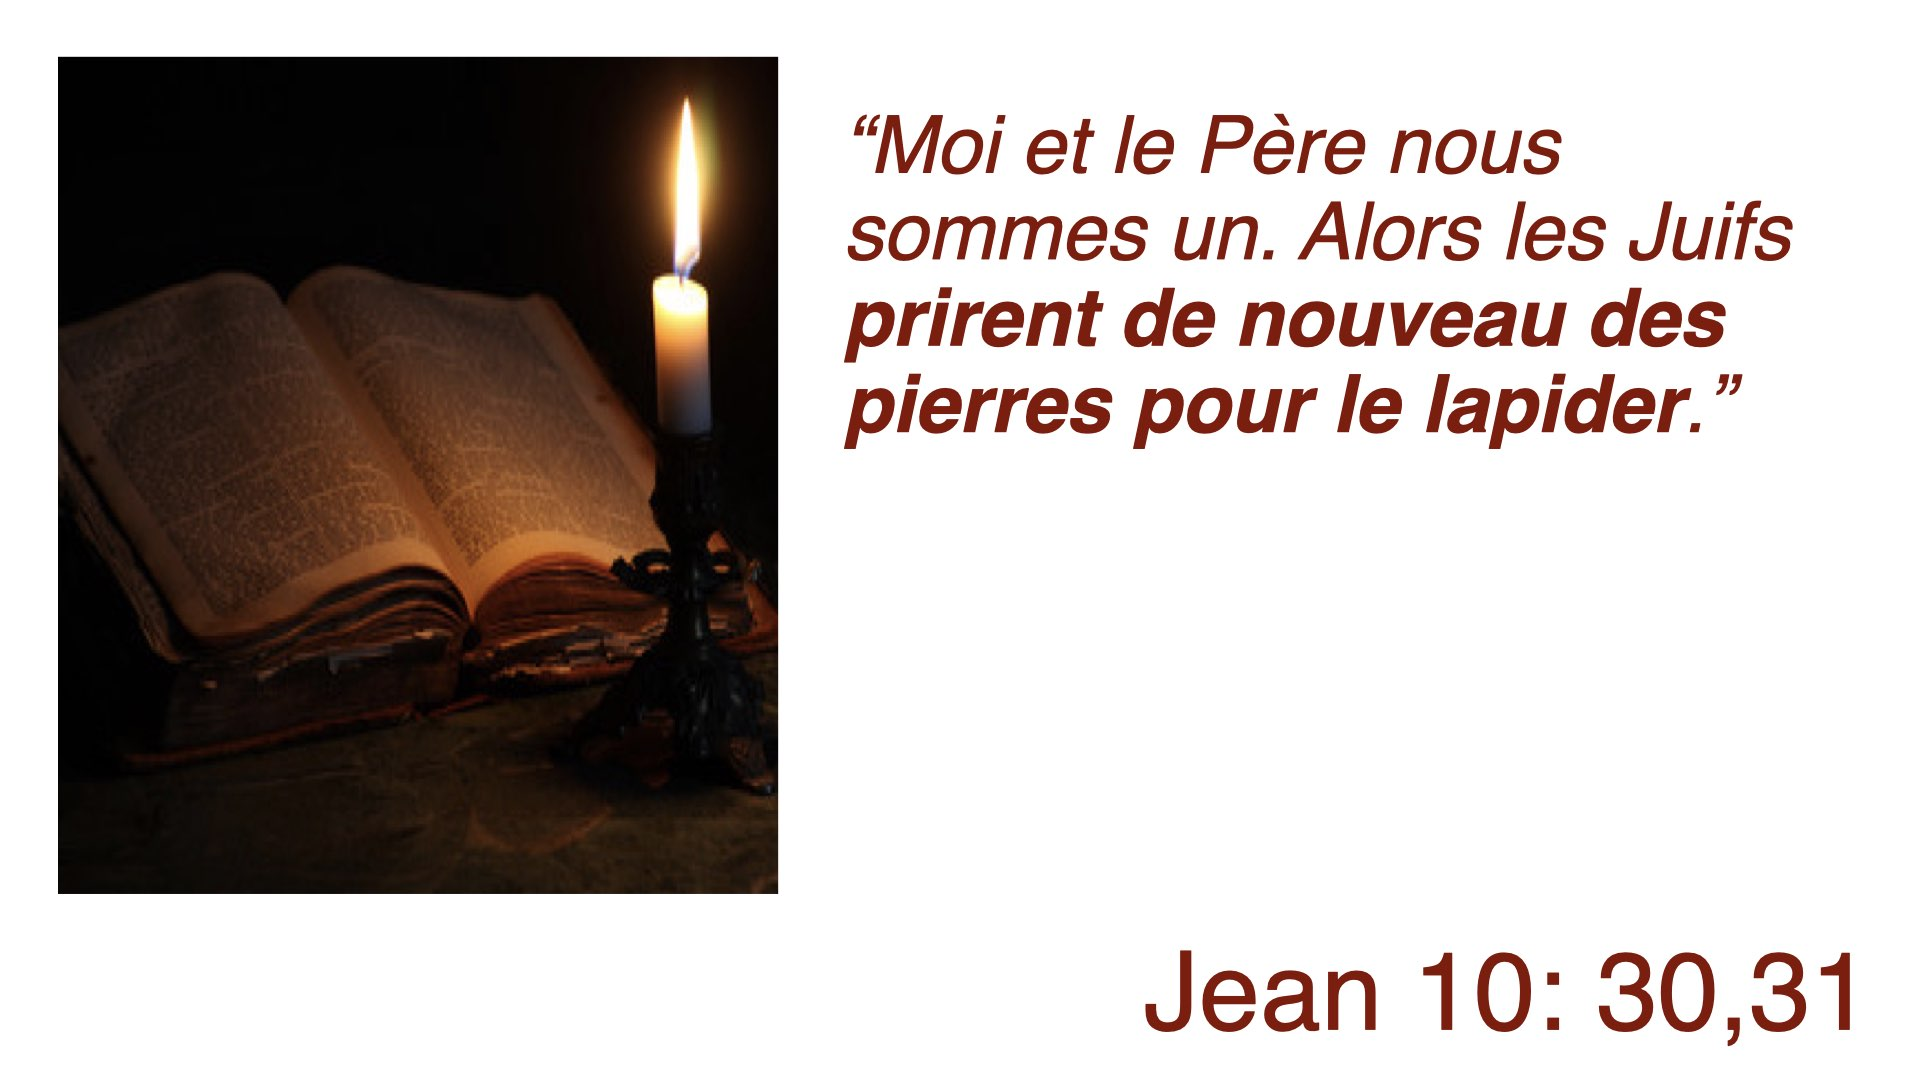 “Moi et le Père nous
sommes un. Alors les Juifs
prirent de nouveau des
pierres pour le lapider.”
Jean 10: 30,31